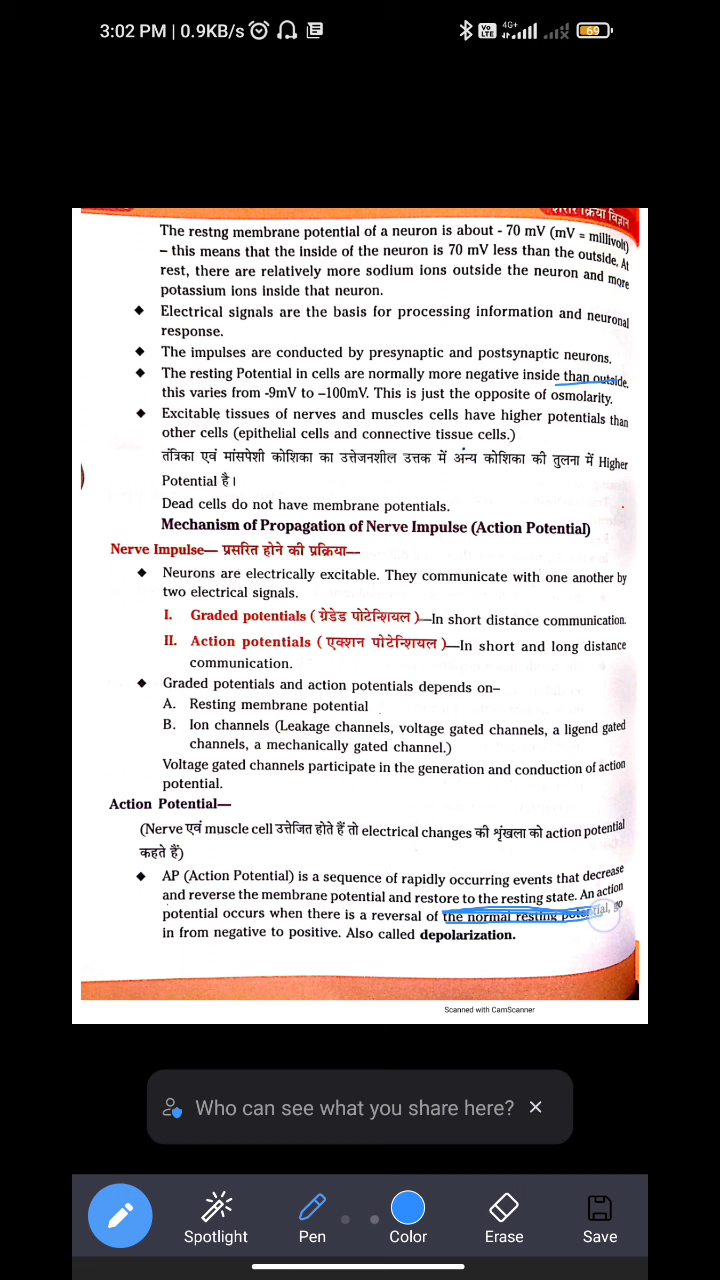 3:02 PM | 0.9KB/s
Vo LTE 4G+ 69
शरीर क्रिया विज्ञान
The restng membrane potential of a neuron is about - 70 mV (mV = millivolt)
– this means that the inside of the neuron is 70 mV less than the outside. At
rest, there are relatively more sodium ions outside the neuron and more
potassium ions inside that neuron.
◆ Electrical signals are the basis for processing information and neuronal
response.
◆ The impulses are conducted by presynaptic and postsynaptic neurons.
◆ The resting Potential in cells are normally more negative inside than outside.
this varies from -9mV to –100mV. This is just the opposite of osmolarity.
◆ Excitable tissues of nerves and muscles cells have higher potentials than
other cells (epithelial cells and connective tissue cells.)
तंत्रिका एवं मांसपेशी कोशिका का उत्तेजनशील उत्तक में अन्य कोशिका की तुलना में Higher
Potential है।
Dead cells do not have membrane potentials.
Mechanism of Propagation of Nerve Impulse (Action Potential)
Nerve Impulse— प्रसरित होने की प्रक्रिया—
◆ Neurons are electrically excitable. They communicate with one another by
two electrical signals.
I. Graded potentials ( ग्रेडेड पोटेन्शियल )—In short distance communication.
II. Action potentials ( एक्शन पोटेन्शियल )—In short and long distance
communication.
◆ Graded potentials and action potentials depends on–
A. Resting membrane potential
B. Ion channels (Leakage channels, voltage gated channels, a ligend gated
channels, a mechanically gated channel.)
Voltage gated channels participate in the generation and conduction of action
potential.
Action Potential—
(Nerve एवं muscle cell उत्तेजित होते हैं तो electrical changes की शृंखला को action potential
कहते हैं)
◆ AP (Action Potential) is a sequence of rapidly occurring events that decrease
and reverse the membrane potential and restore to the resting state. An action
potential occurs when there is a reversal of the normal resting potential, go
in from negative to positive. Also called depolarization.
Scanned with CamScanner
Who can see what you share here? ×
Spotlight Pen Color Erase Save